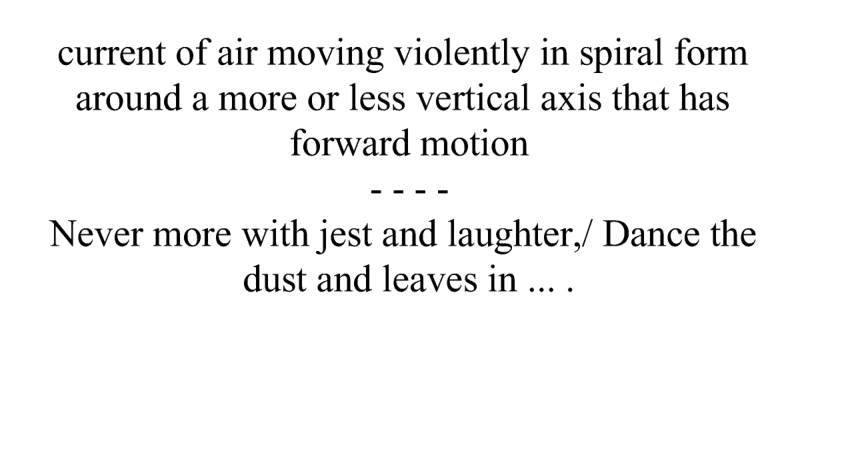 current of air moving violently in spiral form
around a more or less vertical axis that has
forward motion
- - - -
Never more with jest and laughter,/ Dance the
dust and leaves in ... .